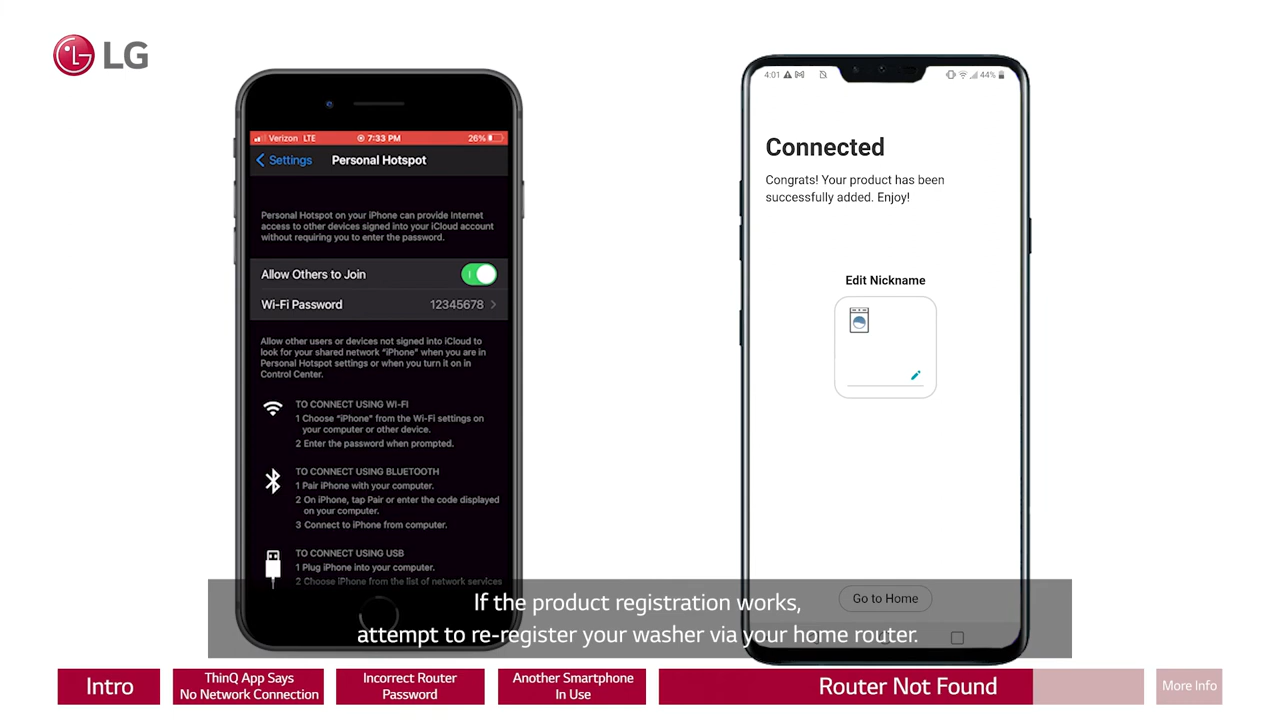 LG
Verizon LTE 7:33 PM 26%
Settings Personal Hotspot
Personal Hotspot on your iPhone can provide Internet
access to other devices signed into your iCloud account
without requiring you to enter the password.
Allow Others to Join
Wi-Fi Password 12345678
Allow other users or devices not signed into iCloud to
look for your shared network “iPhone” when you are in
Personal Hotspot settings or when you turn it on in
Control Center.
TO CONNECT USING WI-FI
1 Choose “iPhone” from the Wi-Fi settings on
your computer or other device.
2 Enter the password when prompted.
TO CONNECT USING BLUETOOTH
1 Pair iPhone with your computer.
2 On iPhone, tap Pair or enter the code displayed
on your computer.
3 Connect to iPhone from computer.
TO CONNECT USING USB
1 Plug iPhone into your computer.
2 Choose iPhone from the list of network services
4:01 44%
Connected
Congrats! Your product has been
successfully added. Enjoy!
Edit Nickname
Go to Home
If the product registration works,
attempt to re-register your washer via your home router.
Intro
ThinQ App Says
No Network Connection
Incorrect Router
Password
Another Smartphone
In Use
Router Not Found
More Info